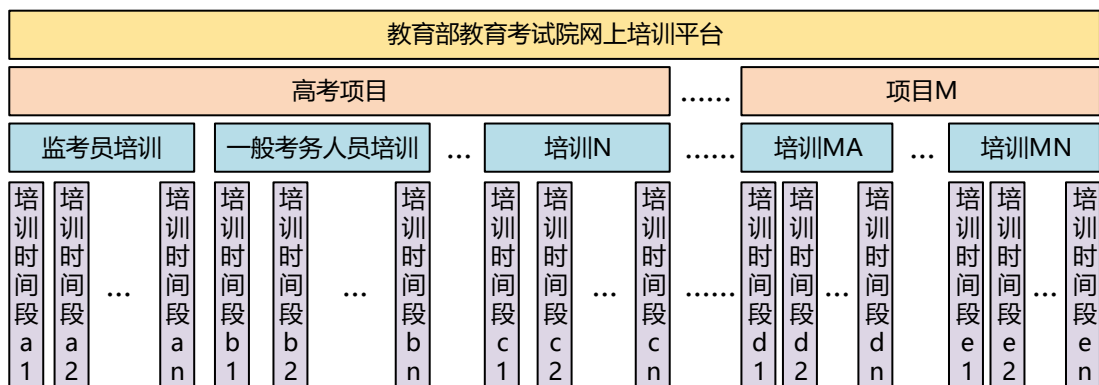 教育部教育考试院网上培训平台
高考项目 …… 项目M
监考员培训 一般考务人员培训 … 培训N …… 培训MA … 培训MN
培训时间段a1
培训时间段a2
…
培训时间段an
培训时间段b1
培训时间段b2
…
培训时间段bn
培训时间段c1
培训时间段c2
…
培训时间段cn
……
培训时间段d1
培训时间段d2
…
培训时间段dn
培训时间段e1
培训时间段e2
…
培训时间段en